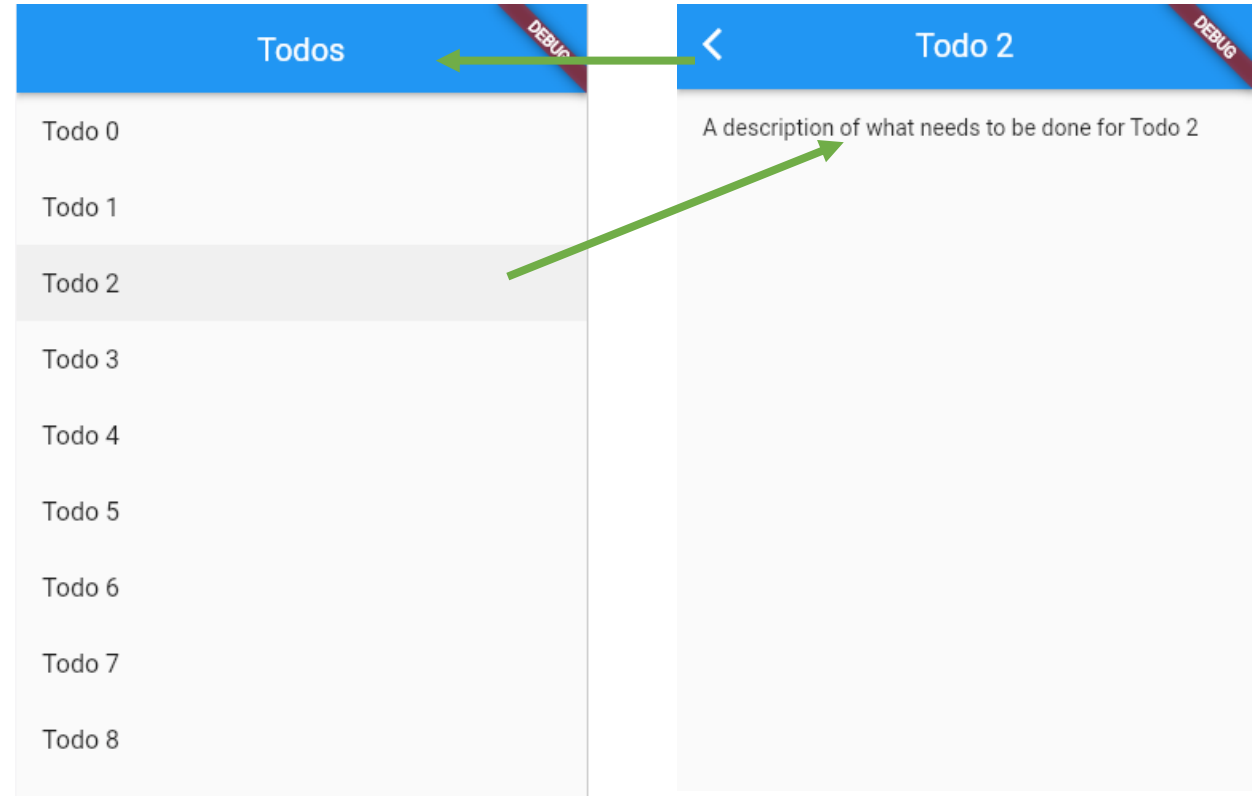 Todos
DEBUG
Todo 0
Todo 1
Todo 2
Todo 3
Todo 4
Todo 5
Todo 6
Todo 7
Todo 8
Todo 2
DEBUG
A description of what needs to be done for Todo 2